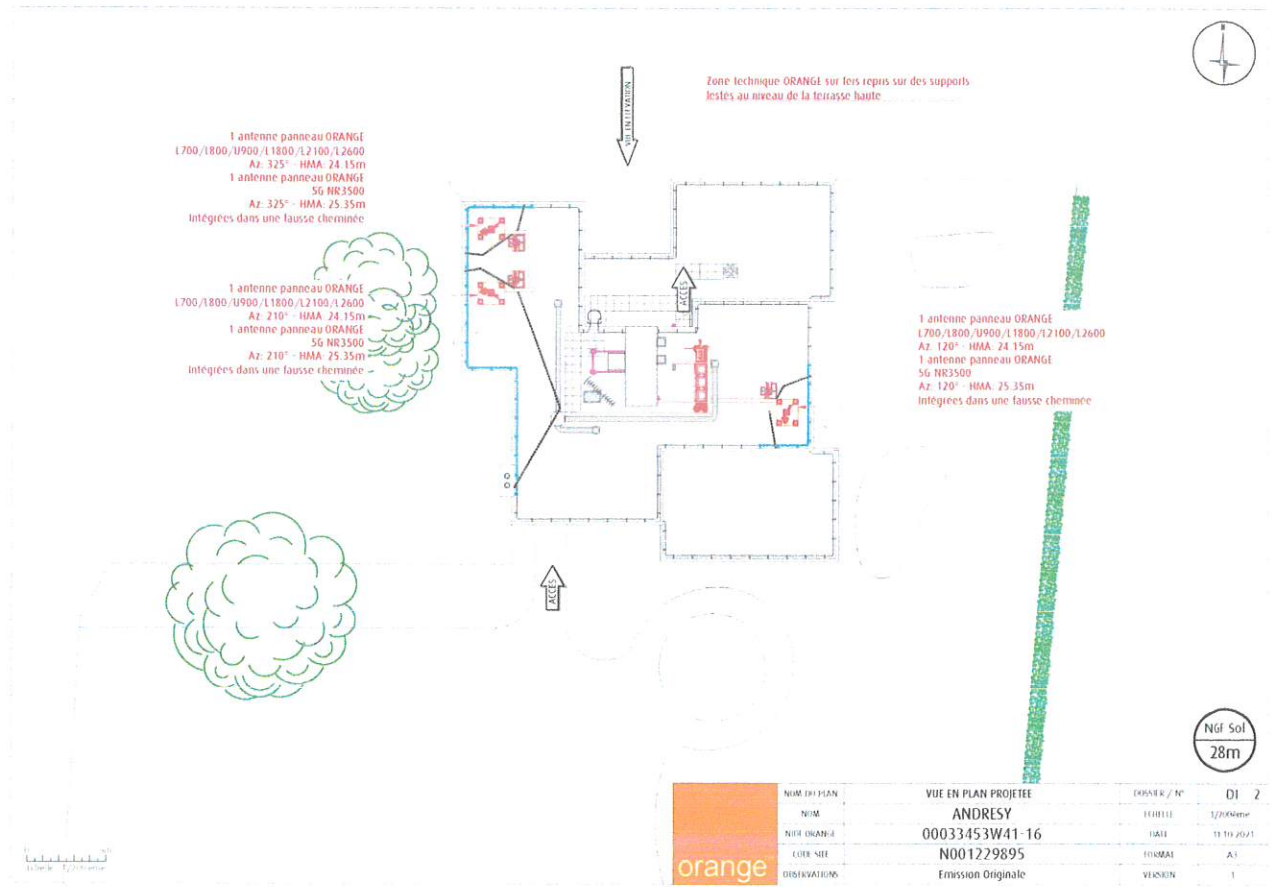 N
VUE EN ELEVATION
Zone technique ORANGE sur fers repris sur des supports
lestés au niveau de la terrasse haute
1 antenne panneau ORANGE
L700/L800/U900/L1800/L2100/L2600
Az: 325° - HMA: 24.15m
1 antenne panneau ORANGE
5G NR3500
Az: 325° - HMA: 25.35m
Intégrées dans une fausse cheminée
1 antenne panneau ORANGE
L700/L800/U900/L1800/L2100/L2600
Az: 210° - HMA: 24.15m
1 antenne panneau ORANGE
5G NR3500
Az: 210° - HMA: 25.35m
Intégrées dans une fausse cheminée
ACCES
1 antenne panneau ORANGE
L700/L800/U900/L1800/L2100/L2600
Az: 120° - HMA: 24.15m
1 antenne panneau ORANGE
5G NR3500
Az: 120° - HMA: 25.35m
Intégrées dans une fausse cheminée
ACCES
NGF Sol
28m
orange
NOM DU PLAN VUE EN PLAN PROJETEE DOSSIER / N° DI 2
NOM ANDRESY ECHELLE 1/200ème
NIDT ORANGE 00033453W41-16 DATE 11 10 2021
CODE SITE N001229895 FORMAT A3
OBSERVATIONS Emission Originale VERSION 1